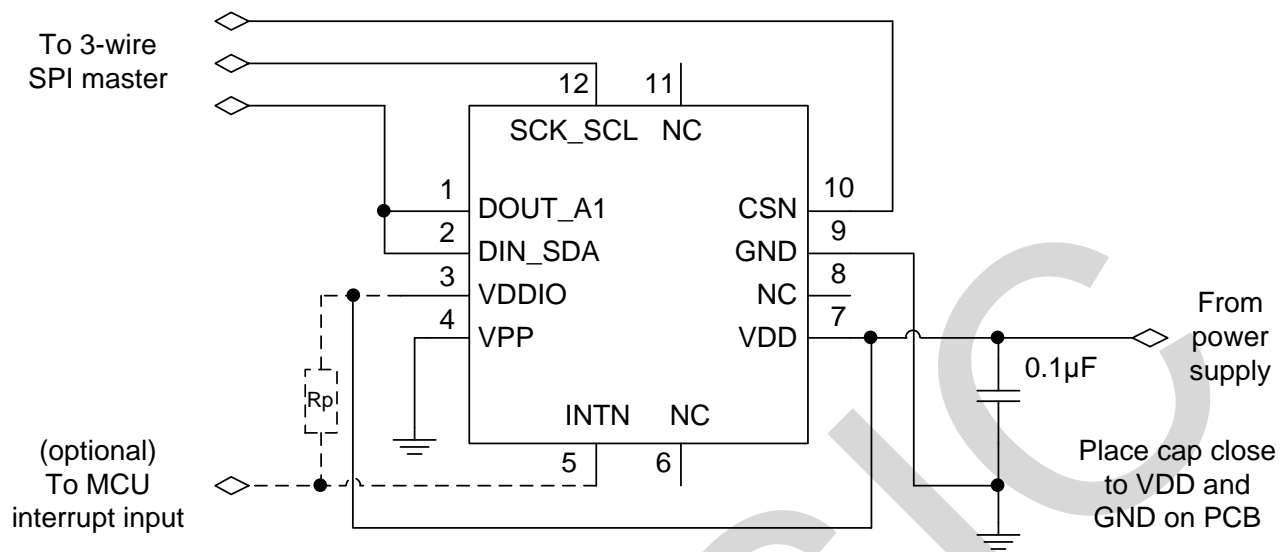 To 3-wire
SPI master
12
11
SCK_SCL
NC
1
DOUT_A1
CSN
10
2
DIN_SDA
GND
9
3
VDDIO
NC
8
4
VPP
VDD
7
From
power
supply
0.1µF
Rp
INTN
NC
5
6
(optional)
To MCU
interrupt input
Place cap close
to VDD and
GND on PCB